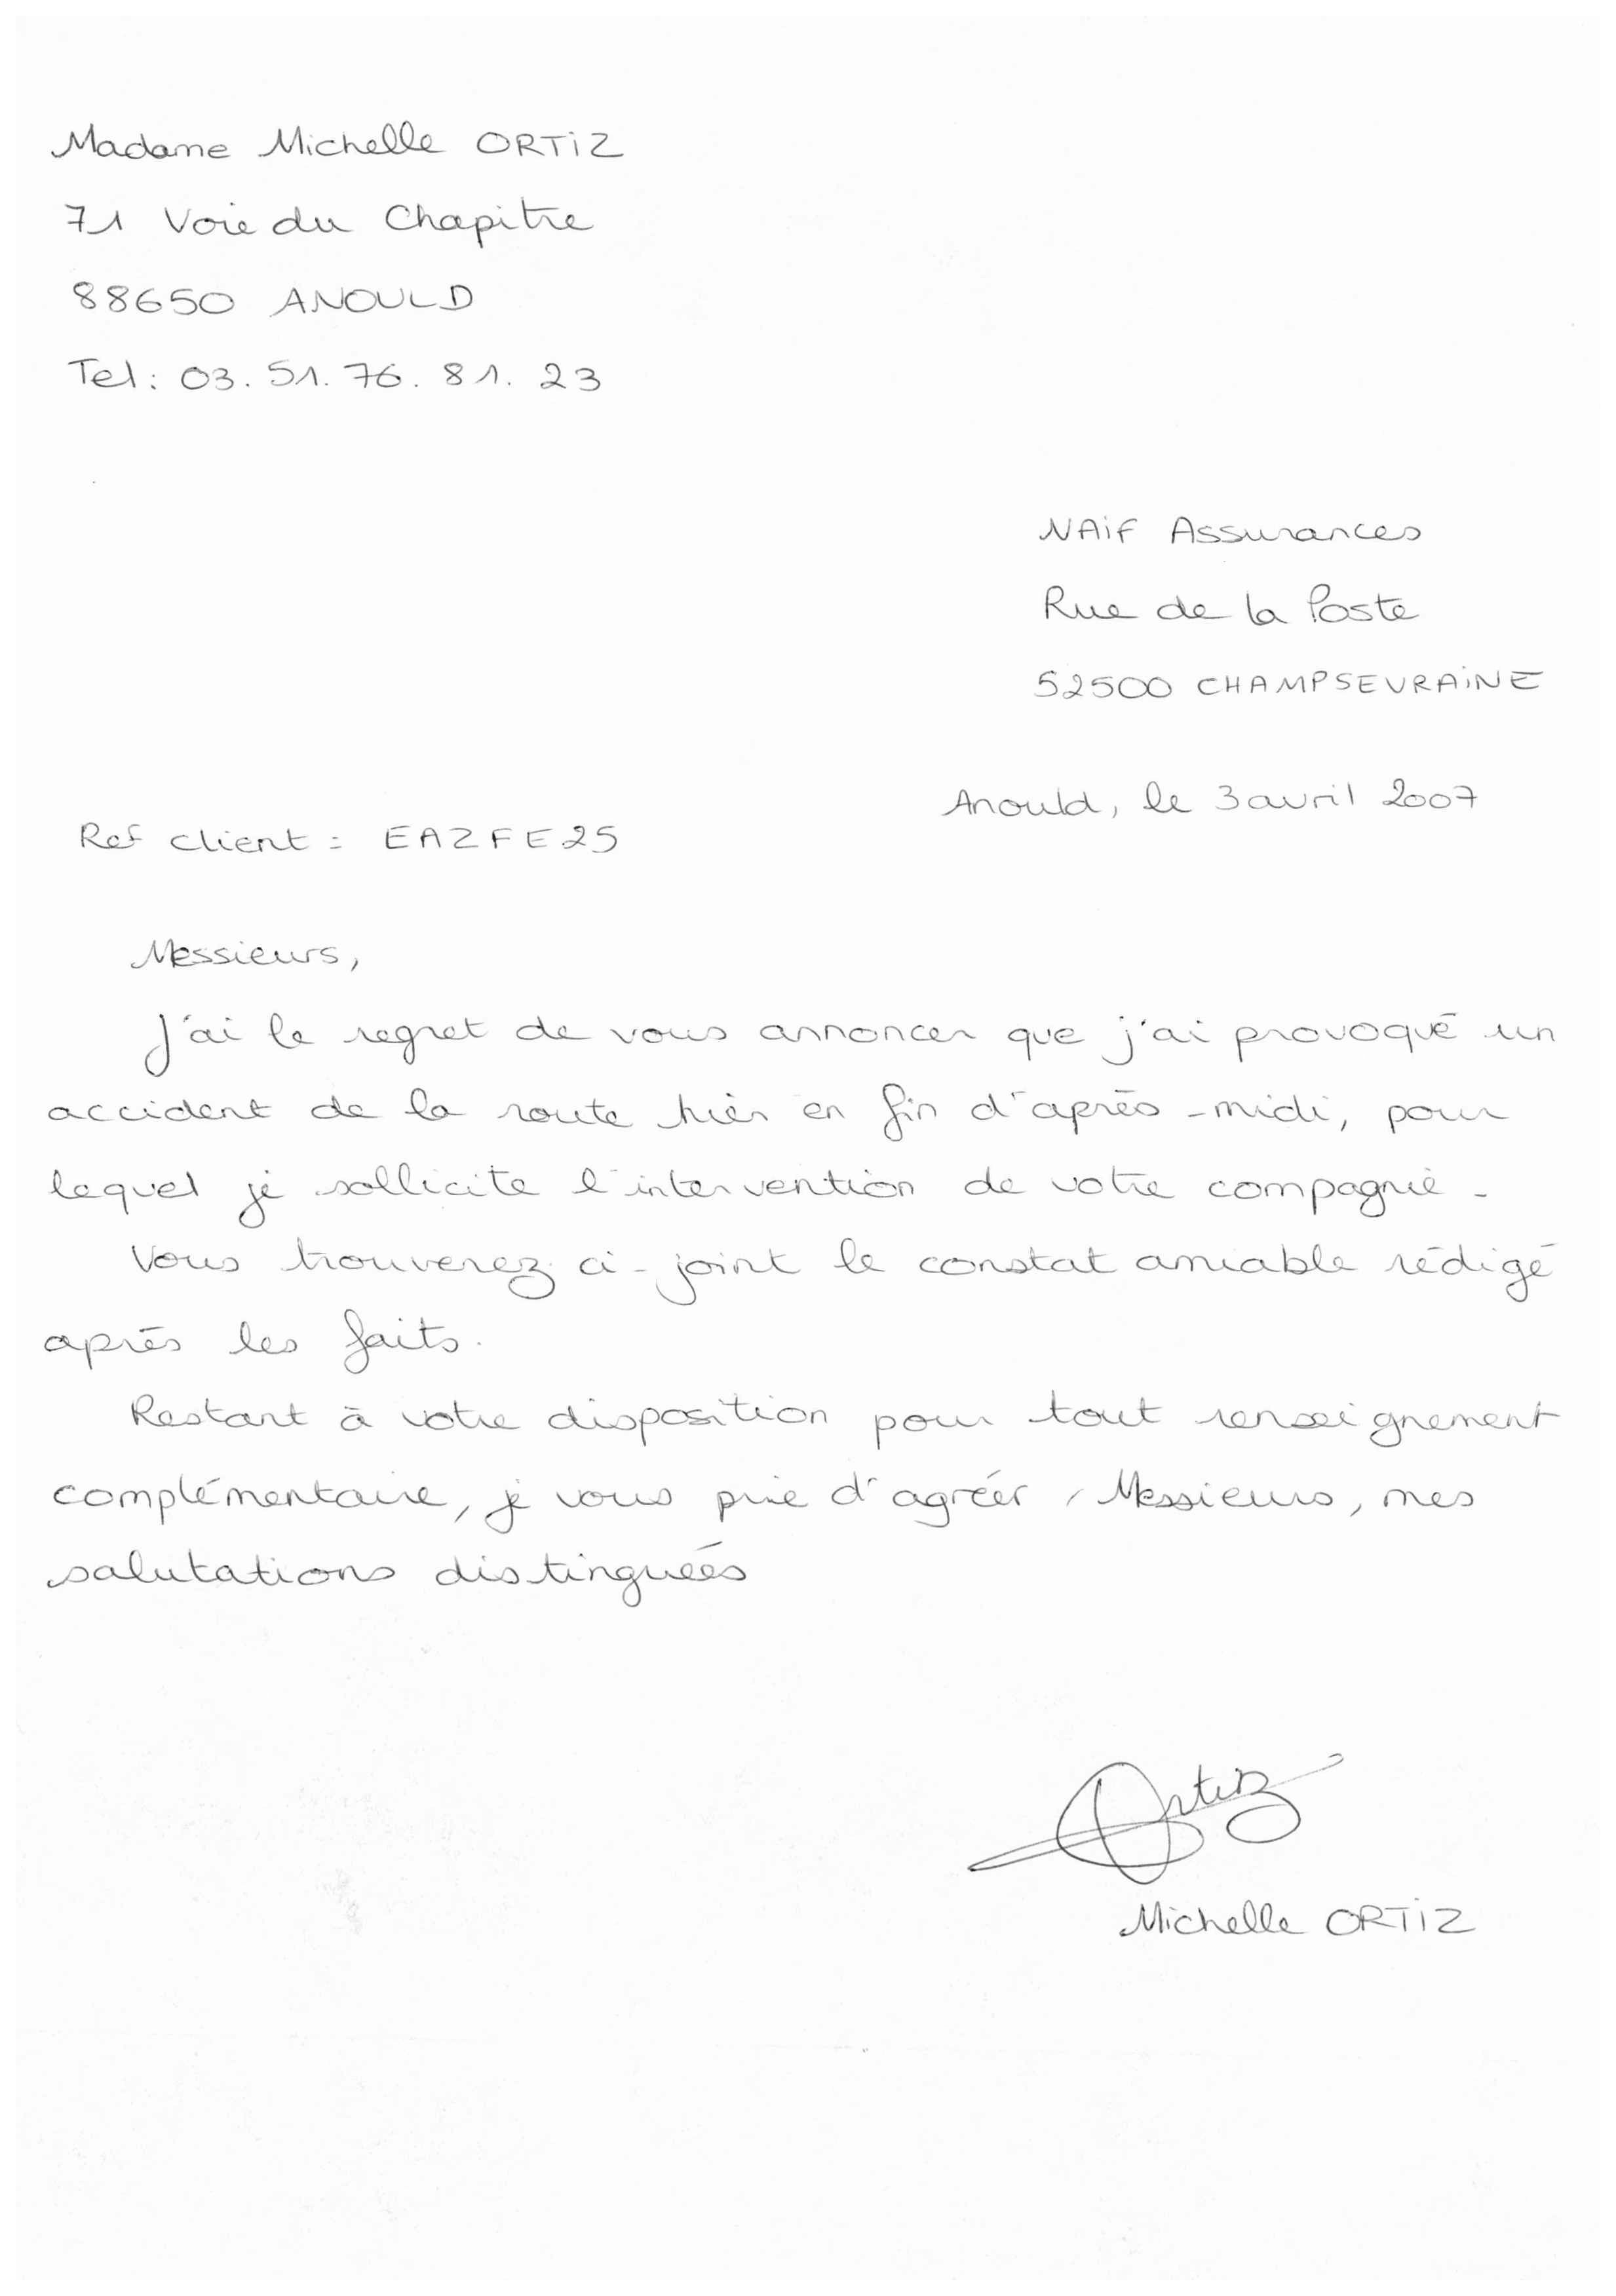 Madame Michelle ORTIZ
71 Voie du Chapitre
88650 ANOULD
Tel : 03.51.76.81.23
NAIF Assurances
Rue de la Poste
52500 CHAMPSEVRAINE
Anould, le 3 avril 2007
Ref client : EAZFE25
Messieurs,
J'ai le regret de vous annoncer que j'ai provoqué un
accident de la route hier en fin d'après-midi, pour
lequel je sollicite l'intervention de votre compagnie.
Vous trouverez ci-joint le constat amiable rédigé
après les faits.
Restant à votre disposition pour tout renseignement
complémentaire, je vous prie d'agréer, Messieurs, mes
salutations distinguées
Ortiz
Michelle ORTIZ